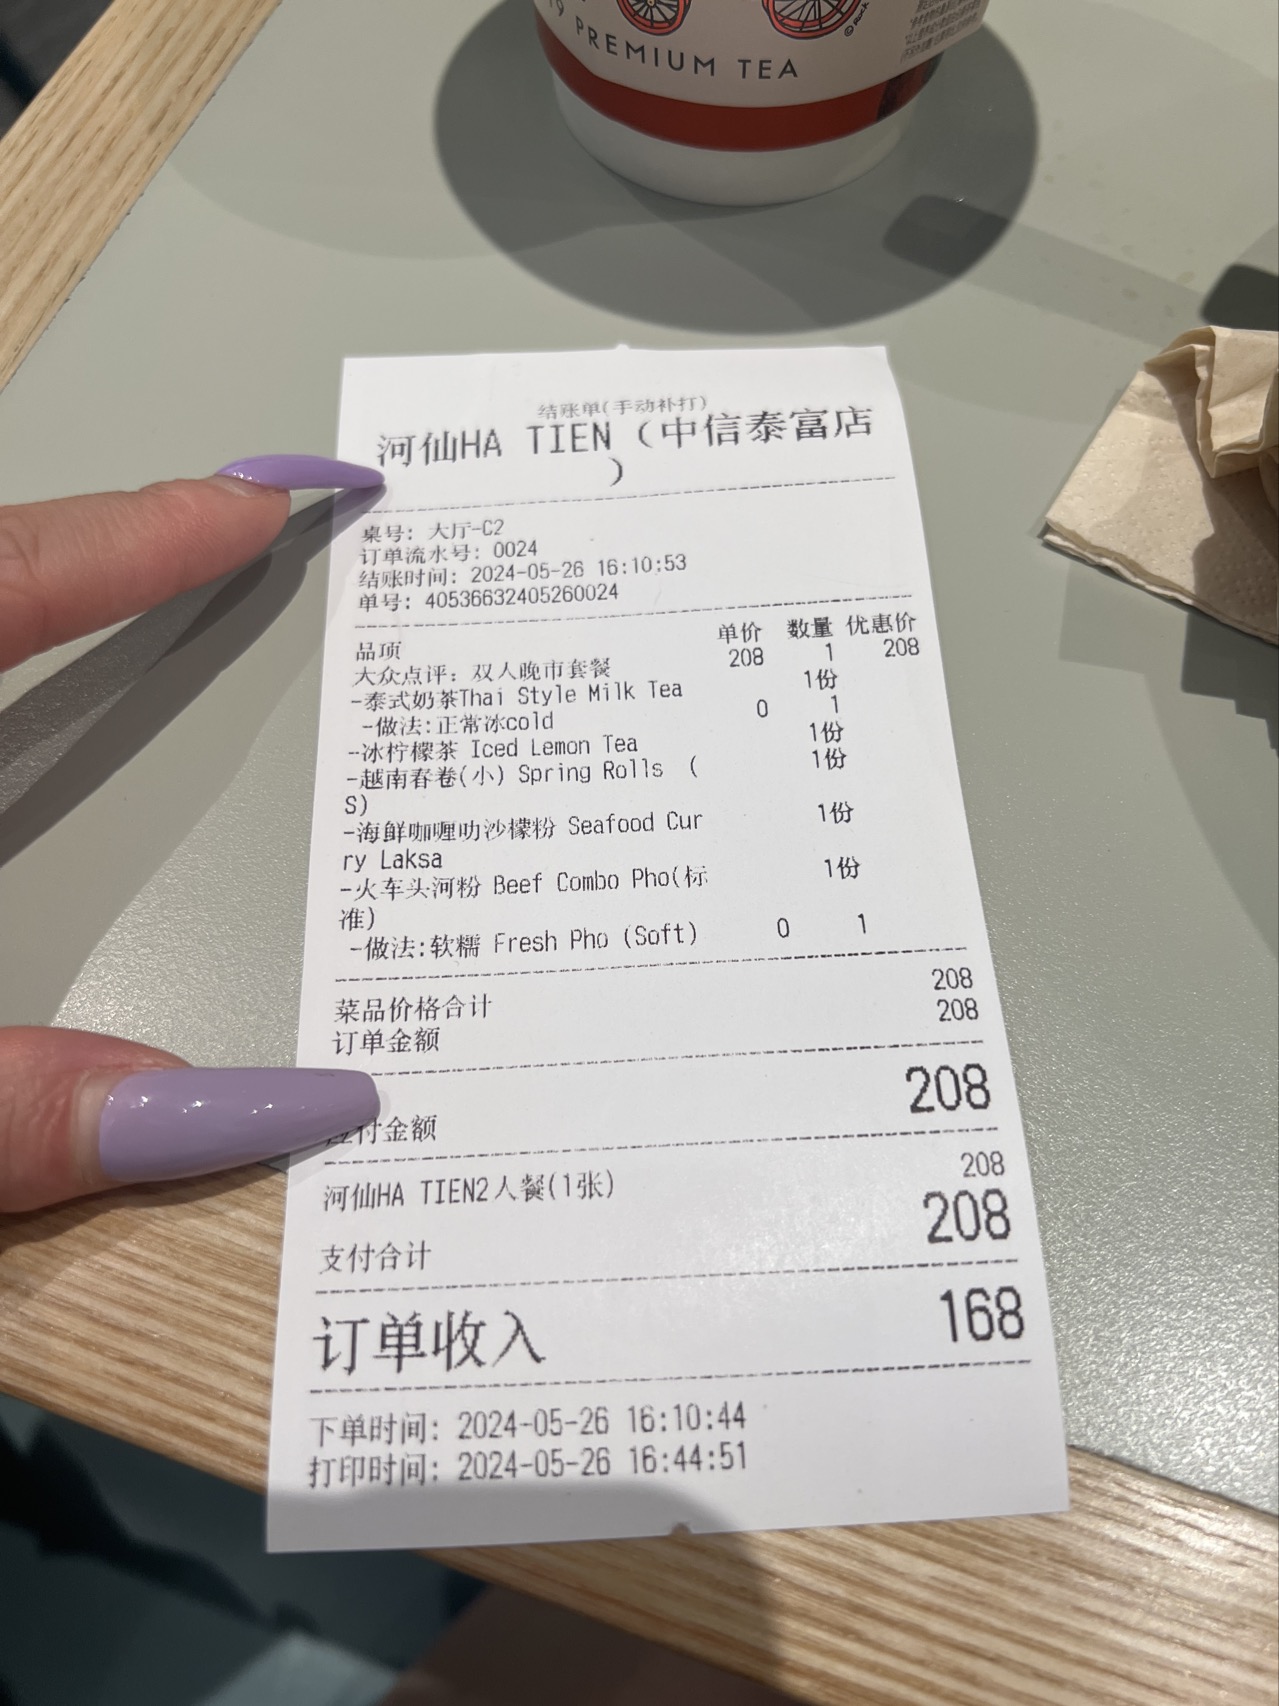 19 PREMIUM TEA
结账单(手动补打)
河仙HA TIEN（中信泰富店
）
桌号: 大厅-C2
订单流水号: 0024
结账时间: 2024-05-26 16:10:53
单号: 40536632405260024
品项 单价 数量 优惠价
大众点评: 双人晚市套餐 208 1 208
-泰式奶茶Thai Style Milk Tea 1份
-做法:正常冰cold 0 1
-冰柠檬茶 Iced Lemon Tea 1份
-越南春卷(小) Spring Rolls (
S) 1份
-海鲜咖喱叻沙檬粉 Seafood Cur
ry Laksa 1份
-火车头河粉 Beef Combo Pho(标
准) 1份
-做法:软糯 Fresh Pho (Soft) 0 1
菜品价格合计 208
订单金额 208
付金额 208
河仙HA TIEN2人餐(1张) 208
支付合计 208
订单收入 168
下单时间: 2024-05-26 16:10:44
打印时间: 2024-05-26 16:44:51